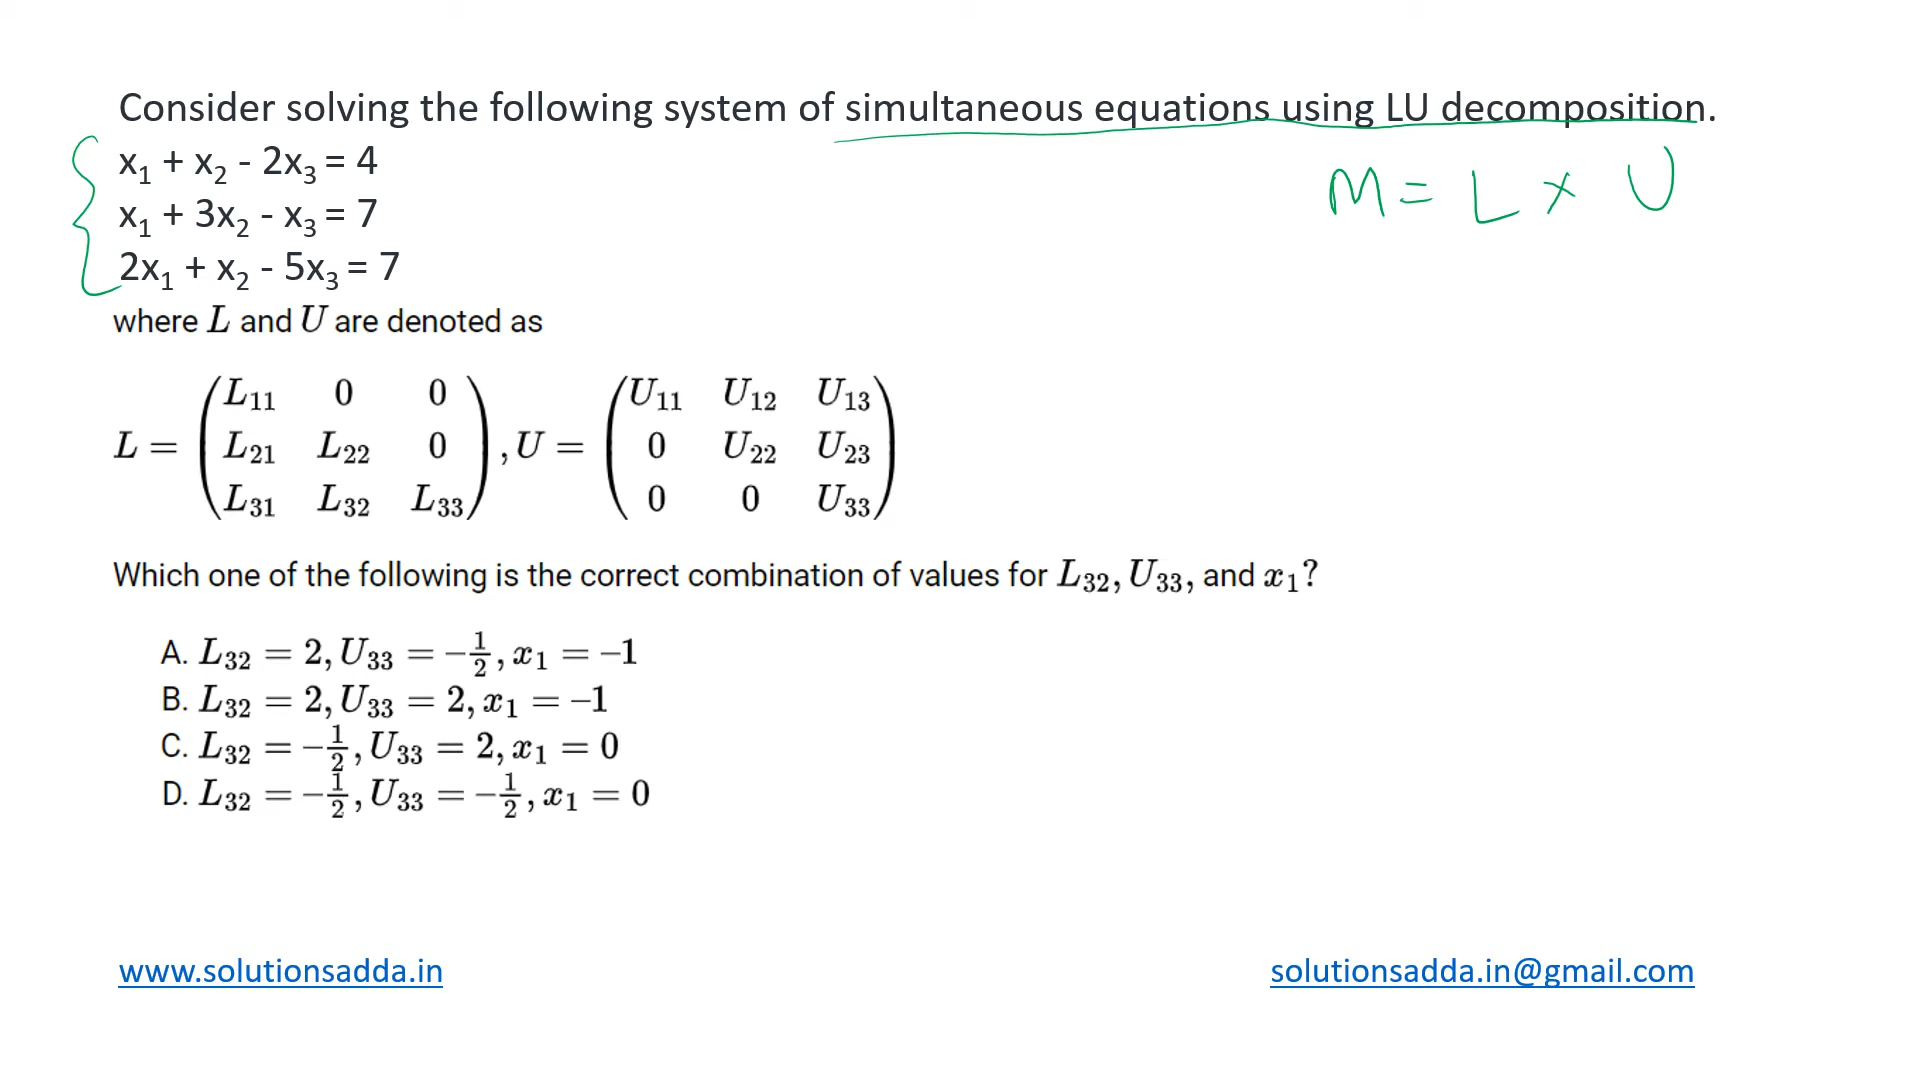 Consider solving the following system of simultaneous equations using LU decomposition.
x₁ + x₂ - 2x₃ = 4
M = L × U
x₁ + 3x₂ - x₃ = 7
2x₁ + x₂ - 5x₃ = 7
where L and U are denoted as
L = (L₁₁ 0 0
L₂₁ L₂₂ 0
L₃₁ L₃₂ L₃₃), U = (U₁₁ U₁₂ U₁₃
0 U₂₂ U₂₃
0 0 U₃₃)
Which one of the following is the correct combination of values for L₃₂, U₃₃, and x₁?
A. L₃₂ = 2, U₃₃ = −1/2, x₁ = −1
B. L₃₂ = 2, U₃₃ = 2, x₁ = −1
C. L₃₂ = −1/2, U₃₃ = 2, x₁ = 0
D. L₃₂ = −1/2, U₃₃ = −1/2, x₁ = 0
www.solutionsadda.in
solutionsadda.in@gmail.com